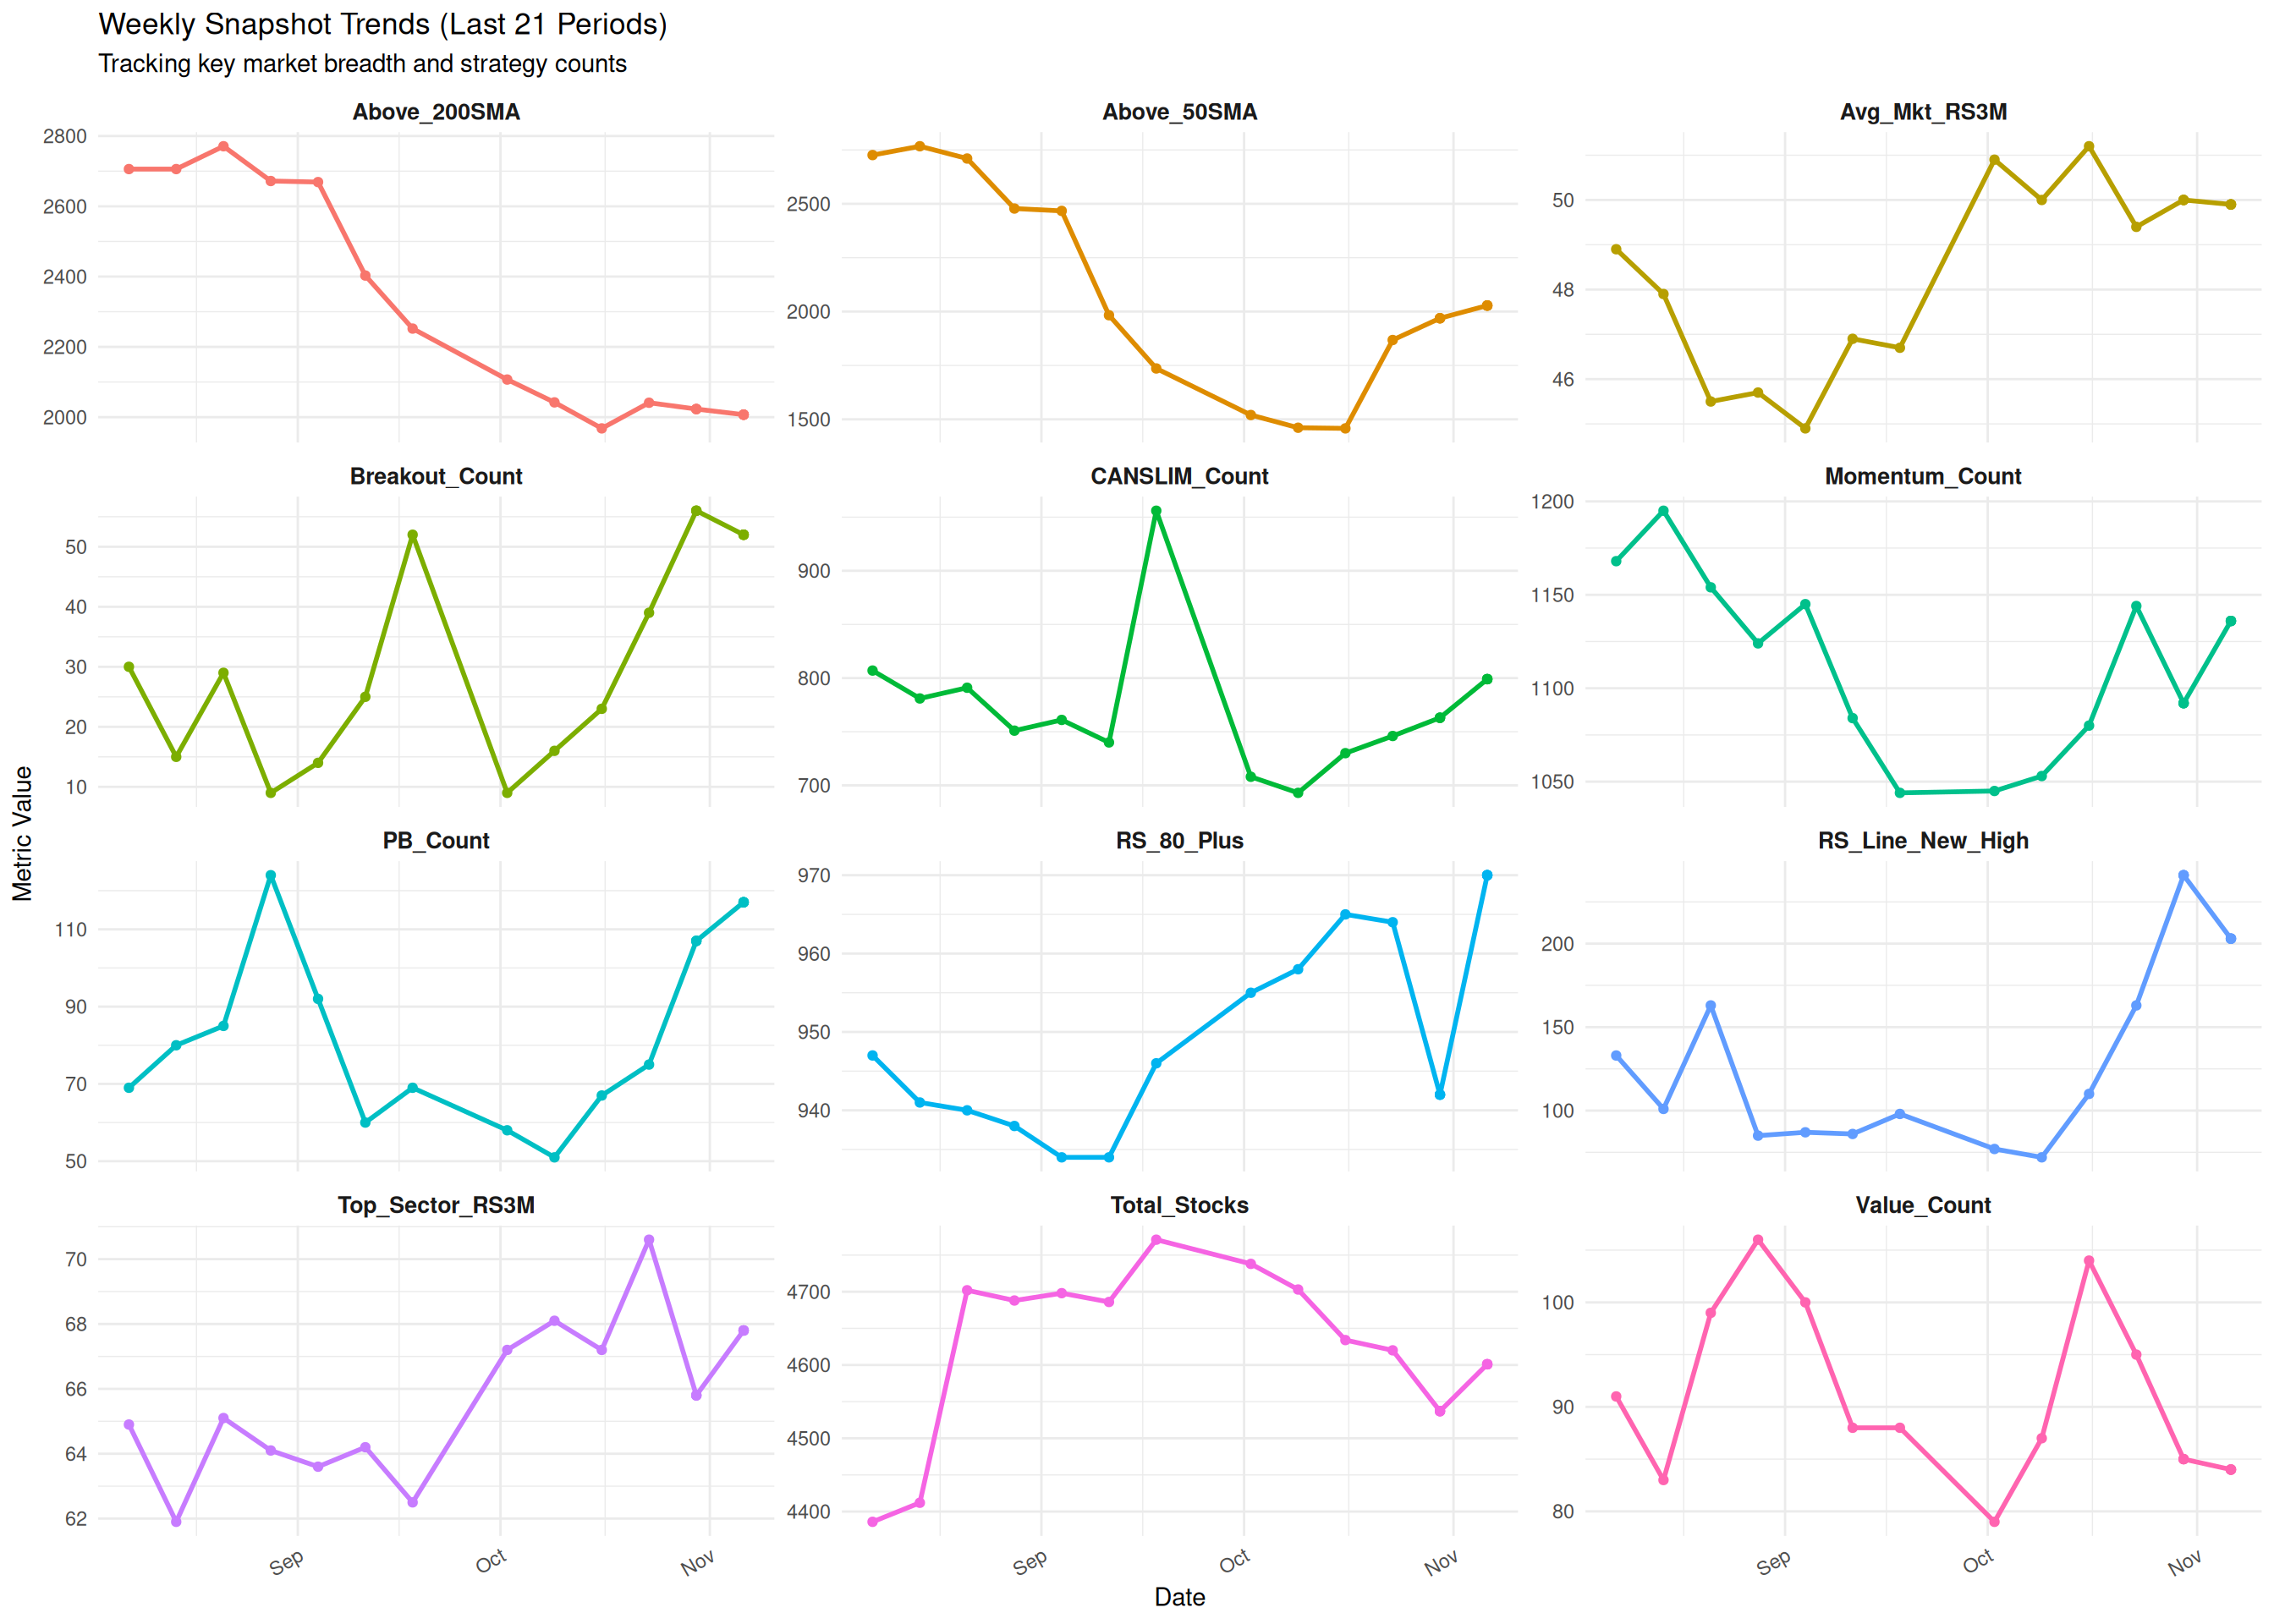 Weekly Snapshot Trends (Last 21 Periods)
Tracking key market breadth and strategy counts
Above_200SMA
Above_50SMA
Avg_Mkt_RS3M
2800
2600
2400
2200
2000
2500
2000
1500
50
48
46
Breakout_Count
CANSLIM_Count
Momentum_Count
50
40
30
20
10
900
800
700
1200
1150
1100
1050
Metric Value
PB_Count
RS_80_Plus
RS_Line_New_High
110
90
70
50
970
960
950
940
200
150
100
Top_Sector_RS3M
Total_Stocks
Value_Count
70
68
66
64
62
4700
4600
4500
4400
100
90
80
Sep
Oct
Nov
Sep
Oct
Nov
Sep
Oct
Nov
Date